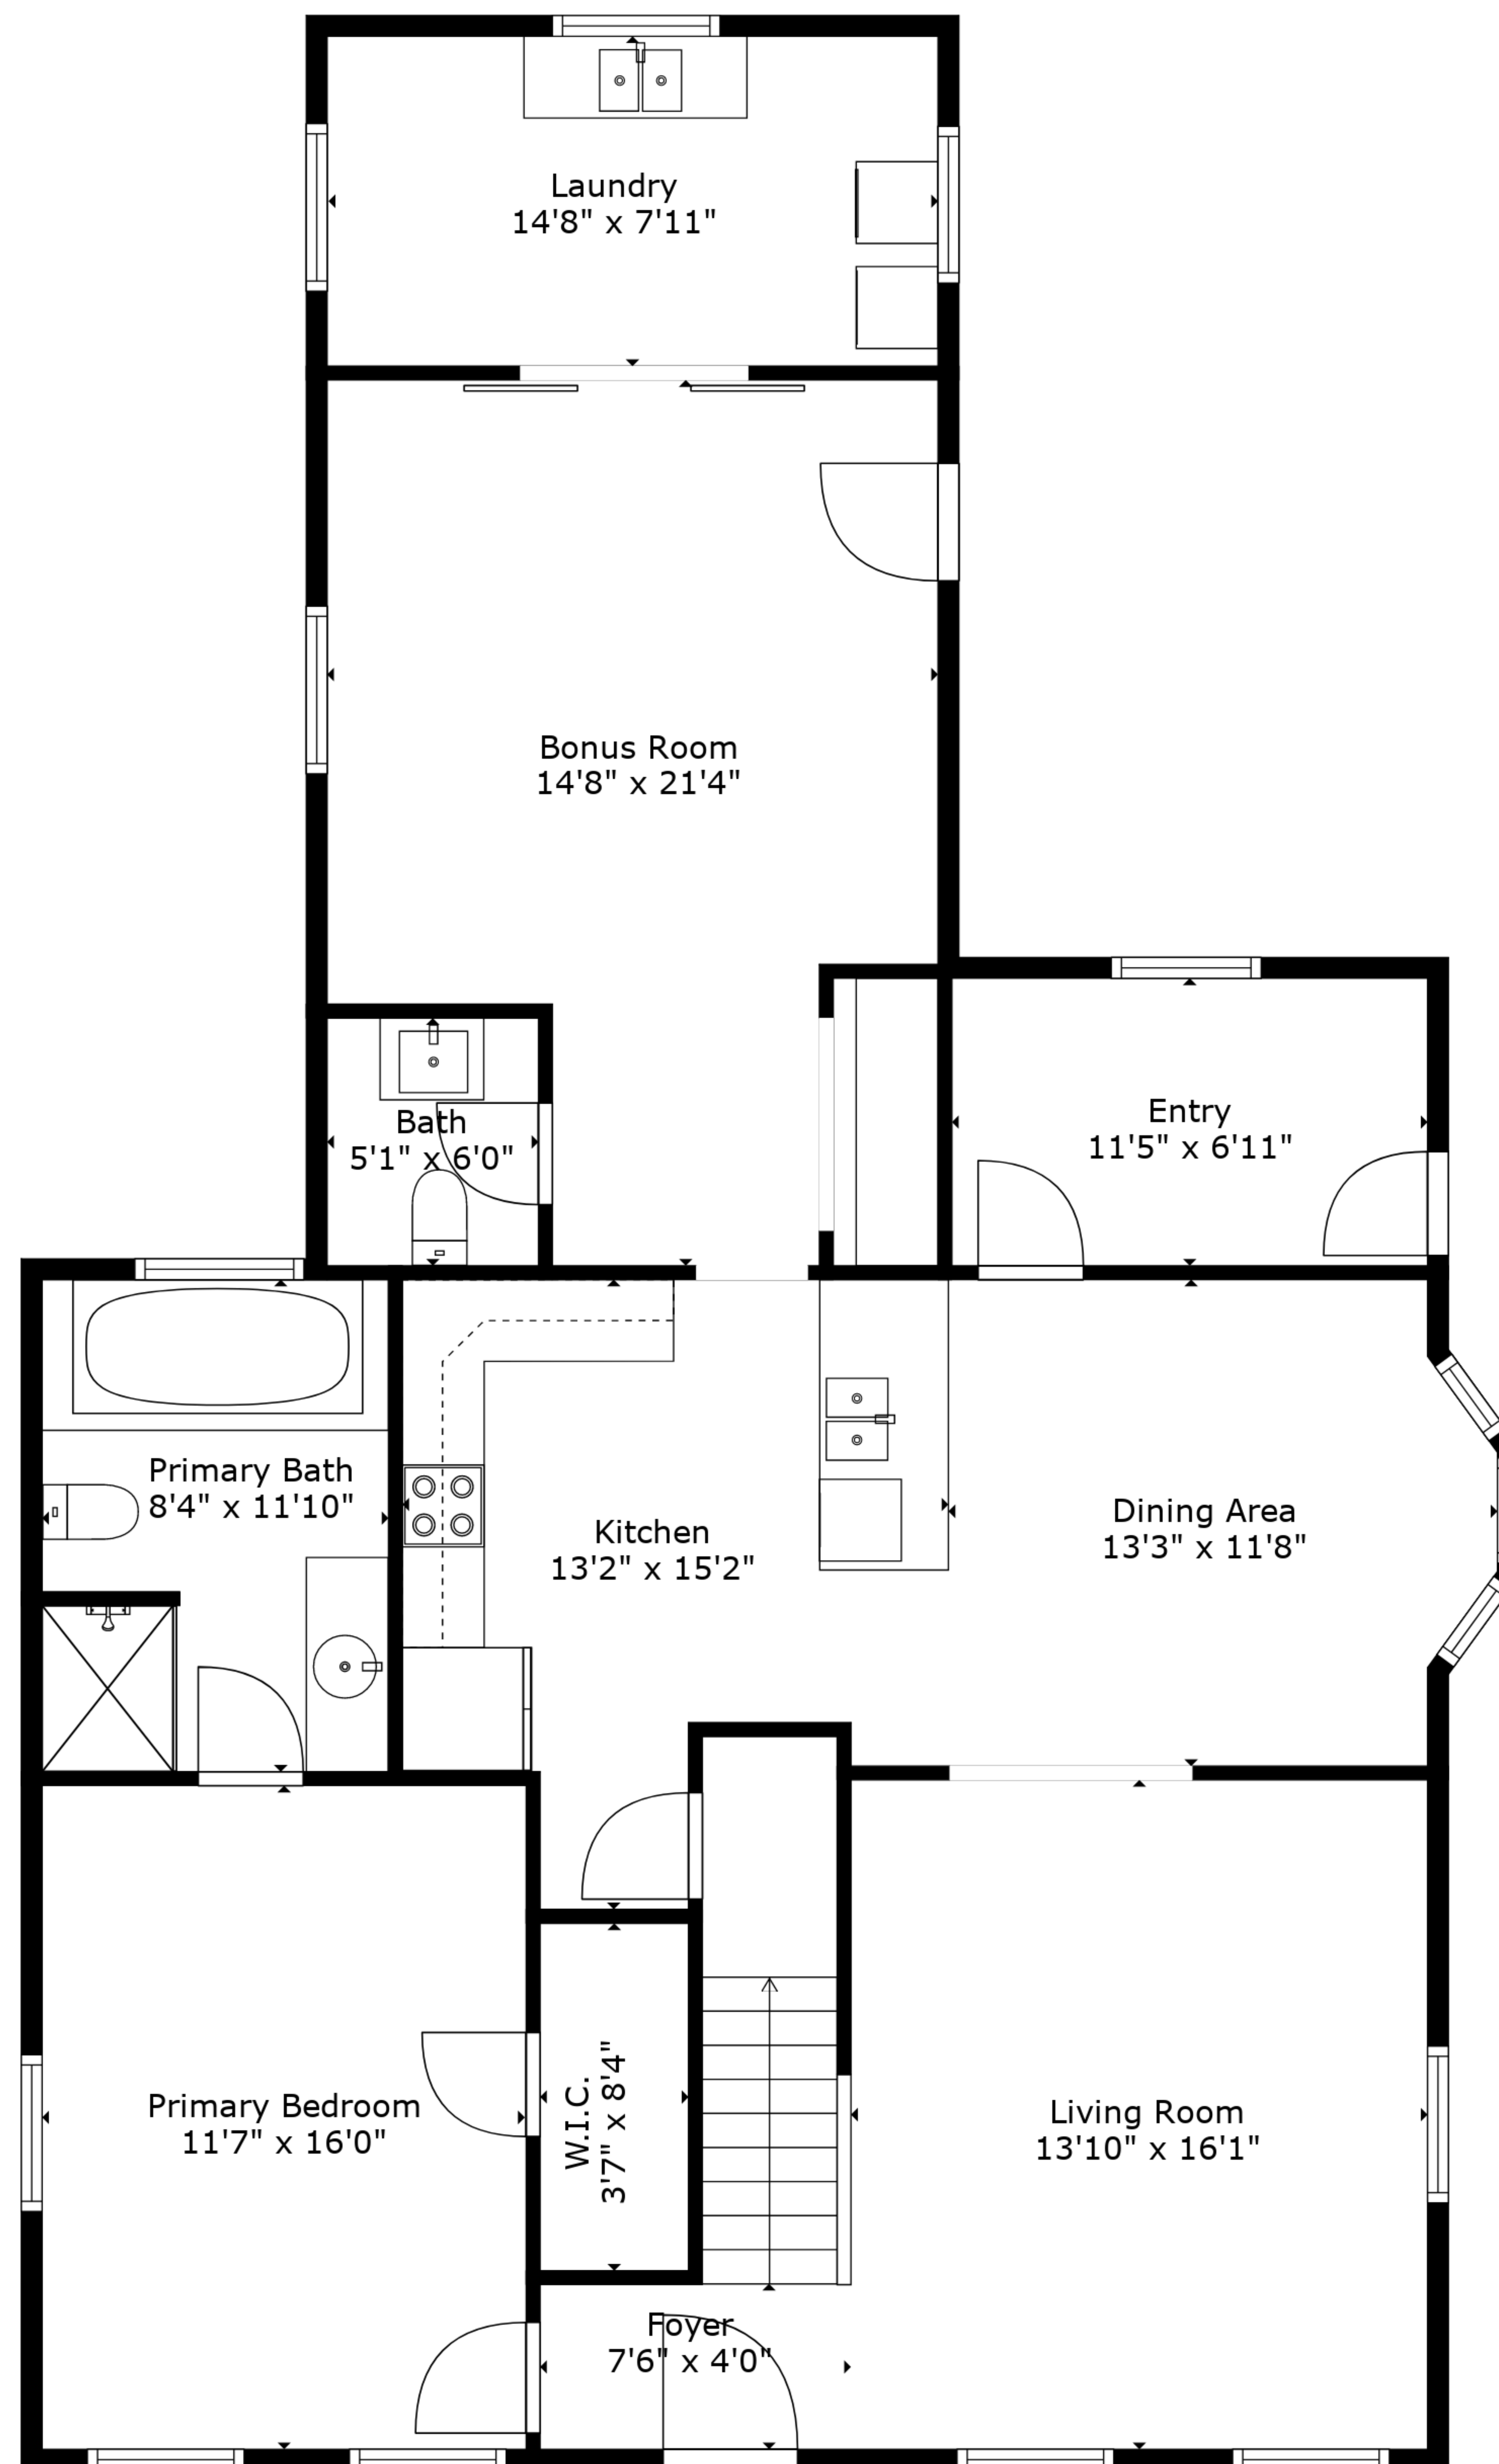 Laundry
14'8" x 7'11"
Bonus Room
14'8" x 21'4"
Entry
11'5" x 6'11"
Bath
5'1" x 6'0"
Primary Bath
8'4" x 11'10"
Kitchen
13'2" x 15'2"
Dining Area
13'3" x 11'8"
Primary Bedroom
11'7" x 16'0"
W.I.C.
3'7" x 8'4"
Living Room
13'10" x 16'1"
Foyer
7'6" x 4'0"